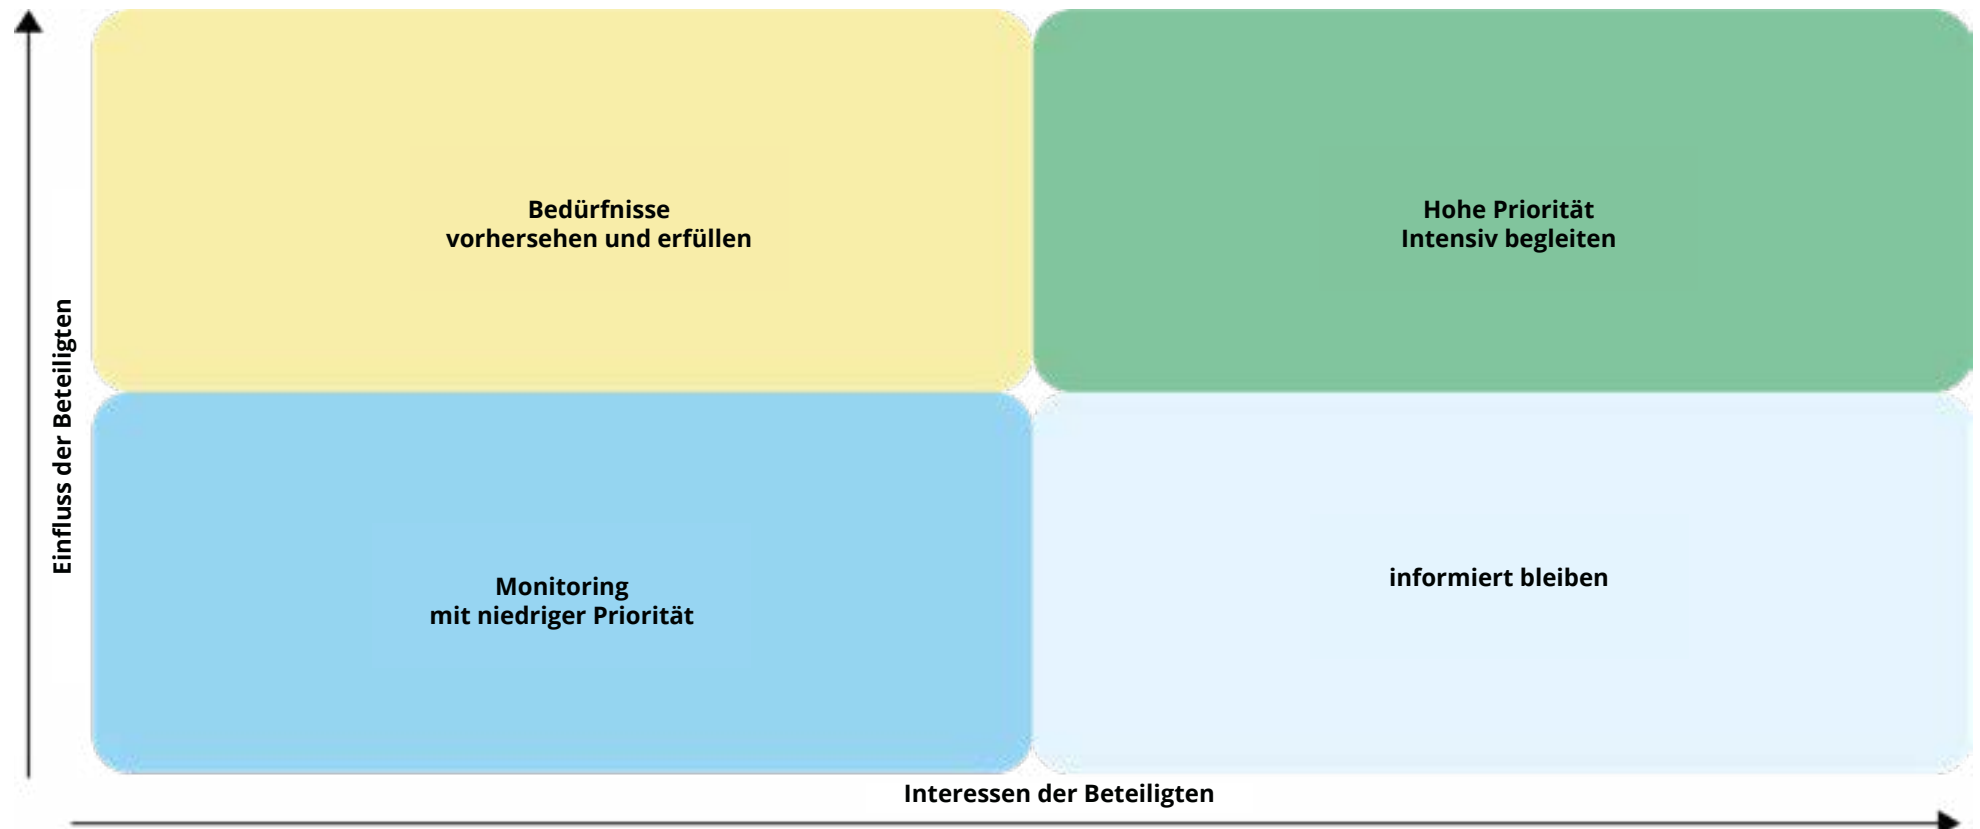 Bedürfnisse
vorhersehen und erfüllen
Hohe Priorität
Intensiv begleiten
Einfluss der Beteiligten
Monitoring
mit niedriger Priorität
informiert bleiben
Interessen der Beteiligten